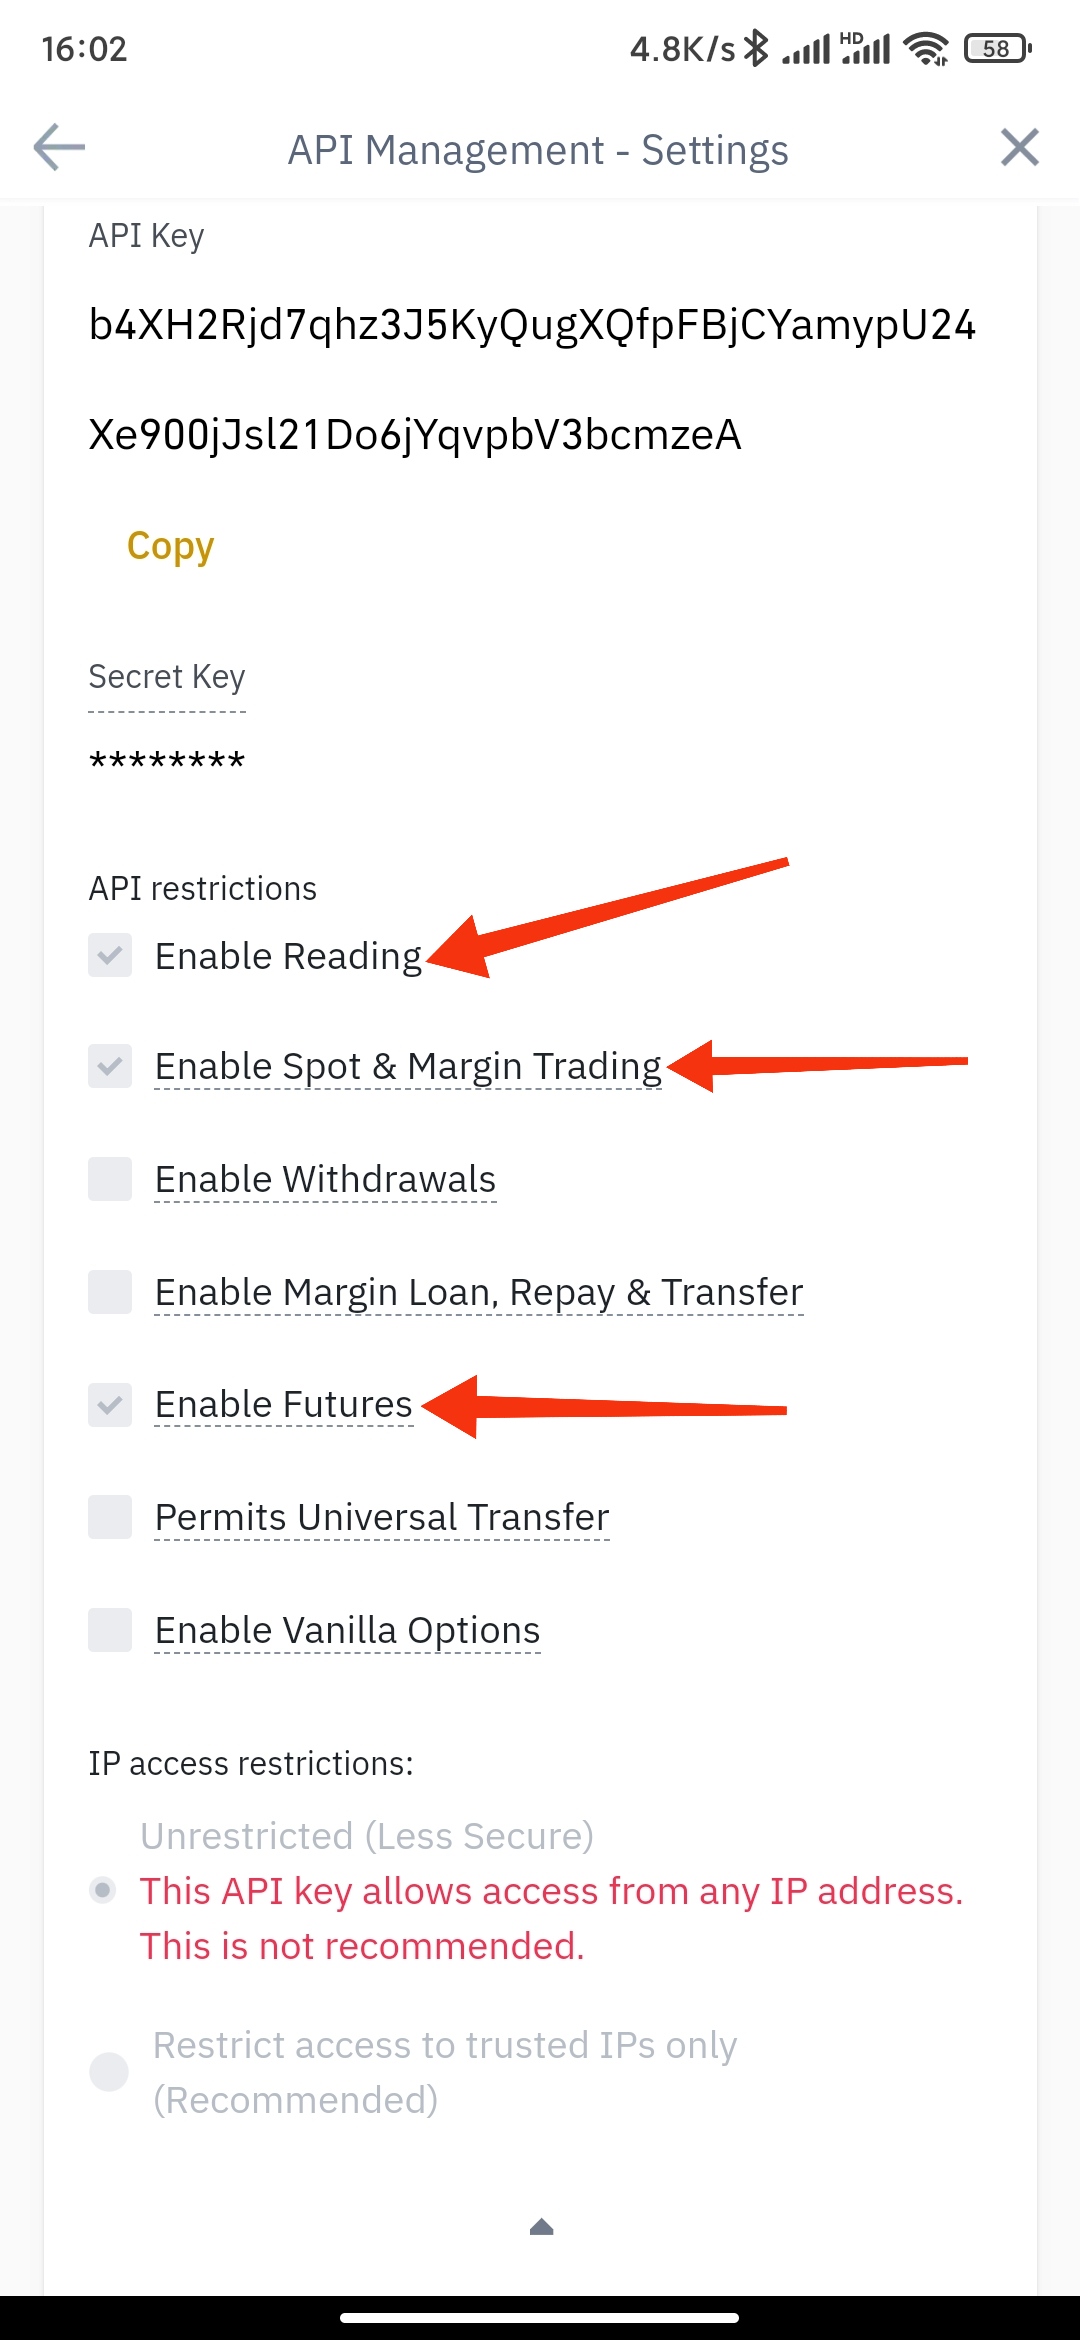 16:02
4.8K/s HD 58
API Management - Settings
API Key
b4XH2Rjd7qhz3J5KyQugXQfpFBjCYamypU24
Xe900jJsl21Do6jYqvpbV3bcmzeA
Copy
Secret Key
********
API restrictions
Enable Reading
Enable Spot & Margin Trading
Enable Withdrawals
Enable Margin Loan, Repay & Transfer
Enable Futures
Permits Universal Transfer
Enable Vanilla Options
IP access restrictions:
Unrestricted (Less Secure)
This API key allows access from any IP address.
This is not recommended.
Restrict access to trusted IPs only
(Recommended)